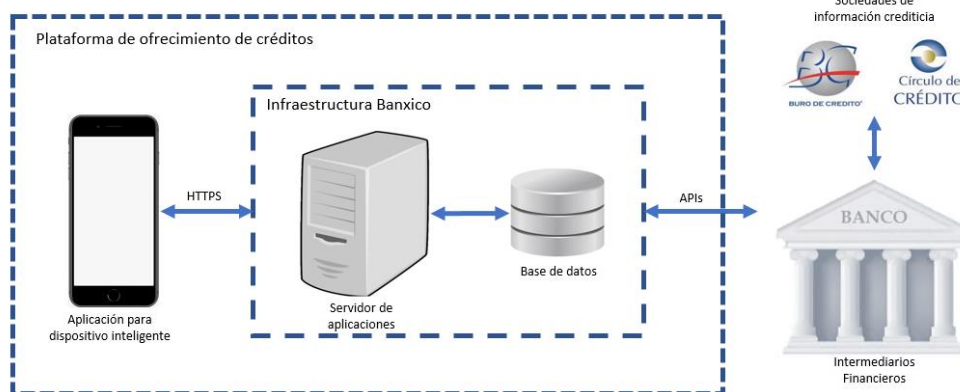 Sociedades de
información crediticia
Plataforma de ofrecimiento de créditos
BC
BURO DE CREDITO
Círculo de
CRÉDITO
Infraestructura Banxico
HTTPS
APIs
BANCO
Base de datos
Servidor de
aplicaciones
Aplicación para
dispositivo inteligente
Intermediarios
Financieros